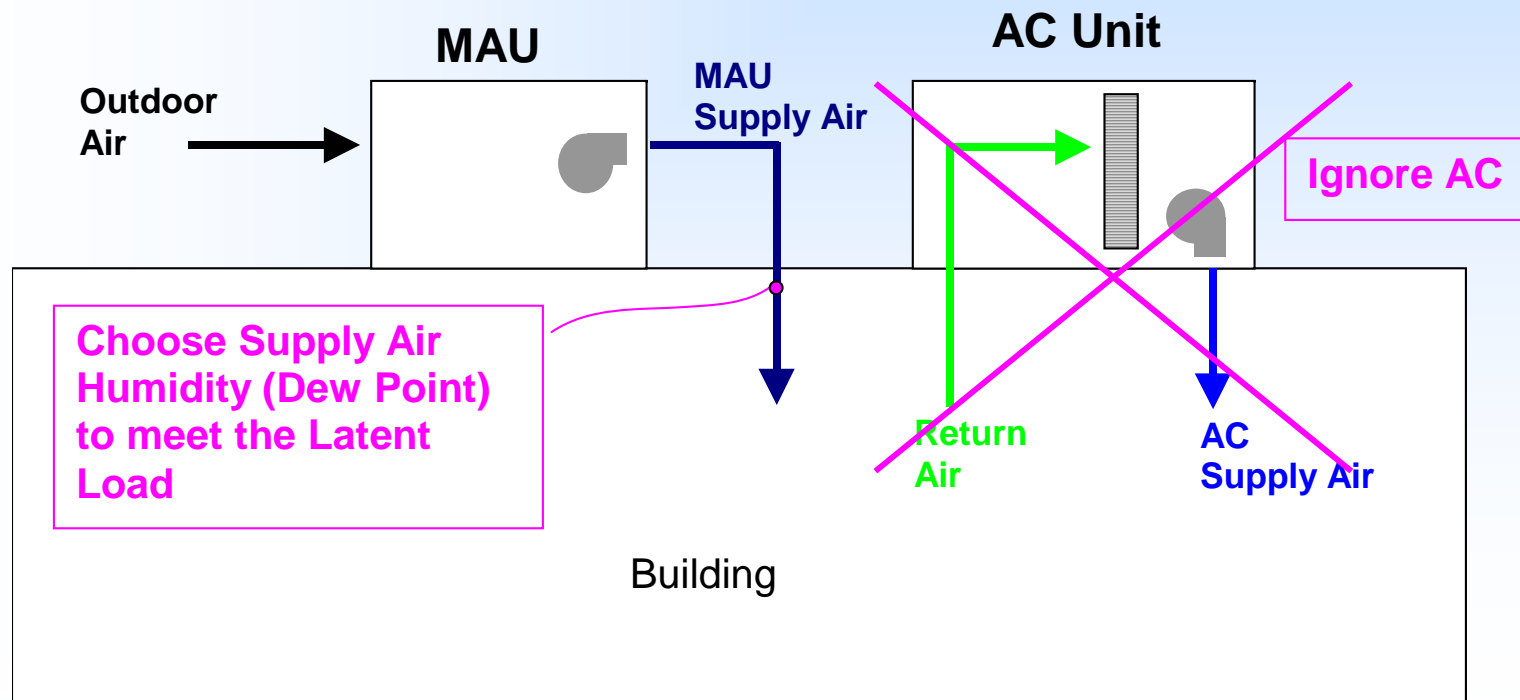 MAU
AC Unit
Outdoor
Air
MAU
Supply Air
Ignore AC
Choose Supply Air
Humidity (Dew Point)
to meet the Latent
Load
Return
Air
AC
Supply Air
Building